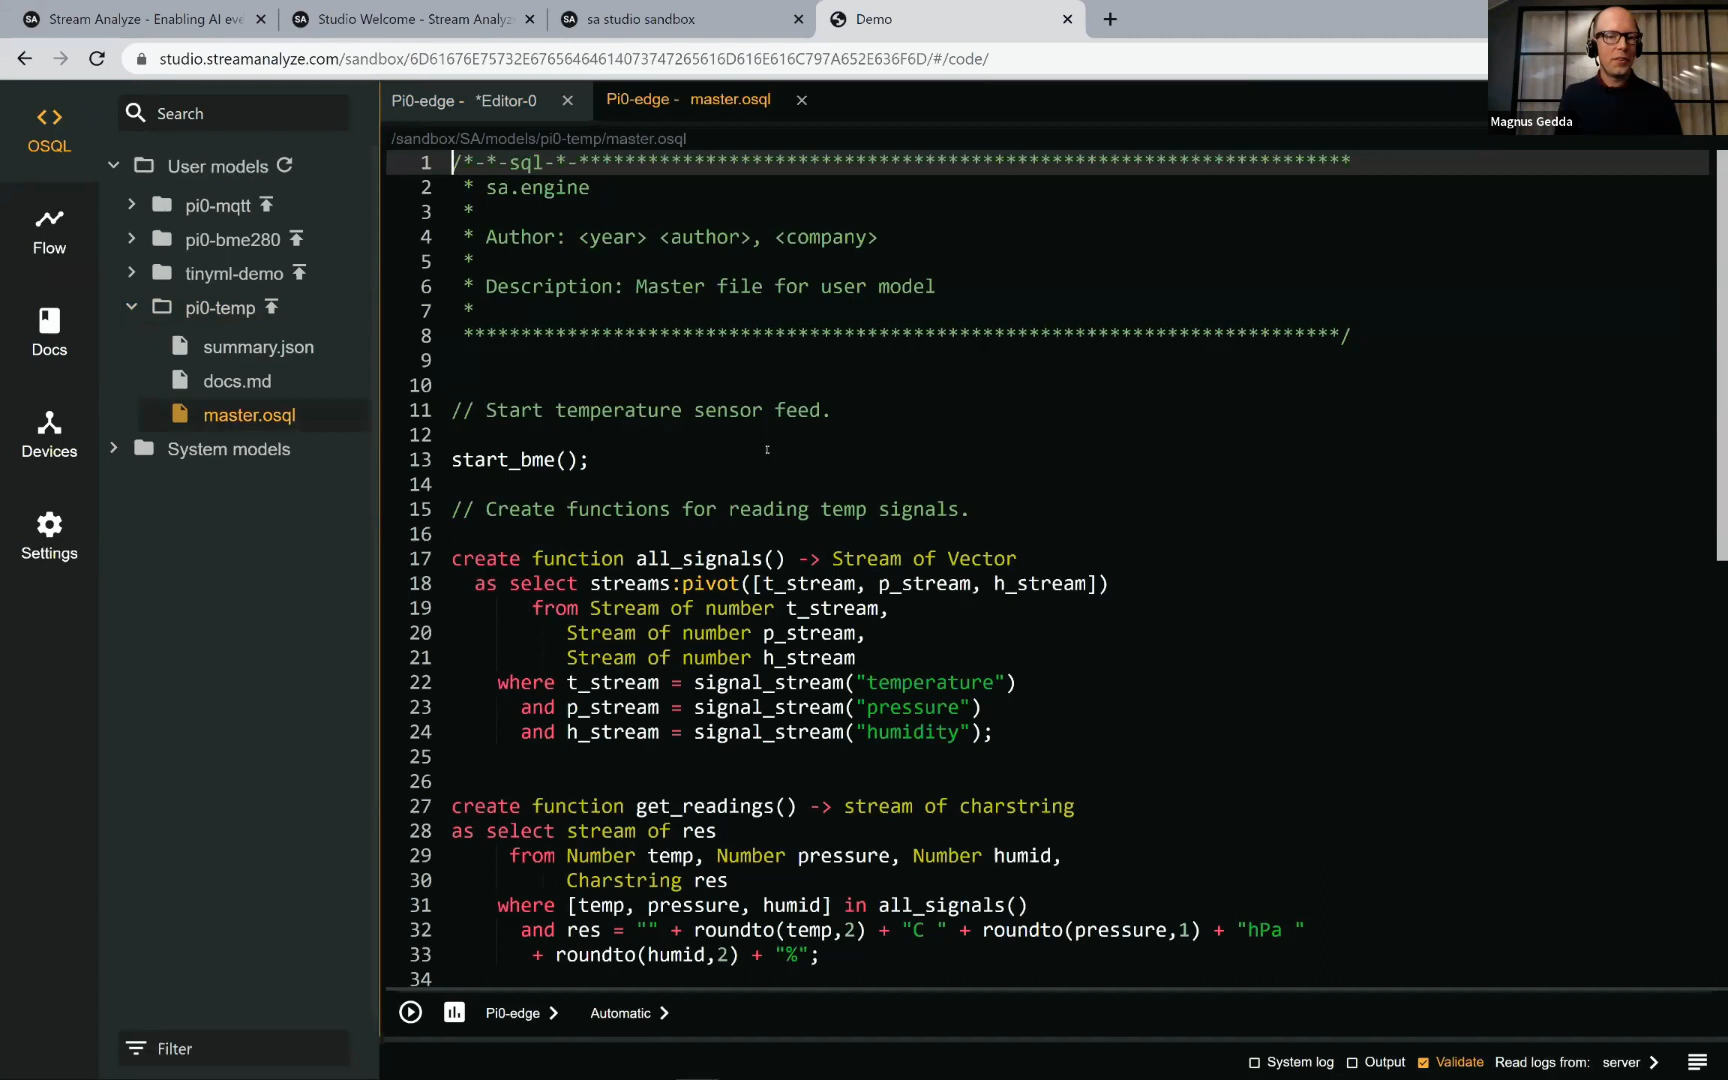 Stream Analyze - Enabling AI eve
Studio Welcome - Stream Analyz
sa studio sandbox
Demo
studio.streamanalyze.com/sandbox/6D61676E75732E67656464614073747265616D616E616C797A652E636F6D/#/code/
Magnus Gedda
OSQL
Flow
Docs
Devices
Settings
Search
User models
pi0-mqtt
pi0-bme280
tinyml-demo
pi0-temp
summary.json
docs.md
master.osql
System models
Filter
Pi0-edge - *Editor-0
Pi0-edge - master.osql
/sandbox/SA/models/pi0-temp/master.osql
1 /*-*-sql-*-*******************************************************************
2 * sa.engine
3 *
4 * Author: <year> <author>, <company>
5 *
6 * Description: Master file for user model
7 *
8 ****************************************************************************/
9
10
11 // Start temperature sensor feed.
12
13 start_bme();
14
15 // Create functions for reading temp signals.
16
17 create function all_signals() -> Stream of Vector
18 as select streams:pivot([t_stream, p_stream, h_stream])
19 from Stream of number t_stream,
20 Stream of number p_stream,
21 Stream of number h_stream
22 where t_stream = signal_stream("temperature")
23 and p_stream = signal_stream("pressure")
24 and h_stream = signal_stream("humidity");
25
26
27 create function get_readings() -> stream of charstring
28 as select stream of res
29 from Number temp, Number pressure, Number humid,
30 Charstring res
31 where [temp, pressure, humid] in all_signals()
32 and res = "" + roundto(temp,2) + "C " + roundto(pressure,1) + "hPa "
33 + roundto(humid,2) + "%";
34
Pi0-edge
Automatic
System log
Output
Validate
Read logs from:
server